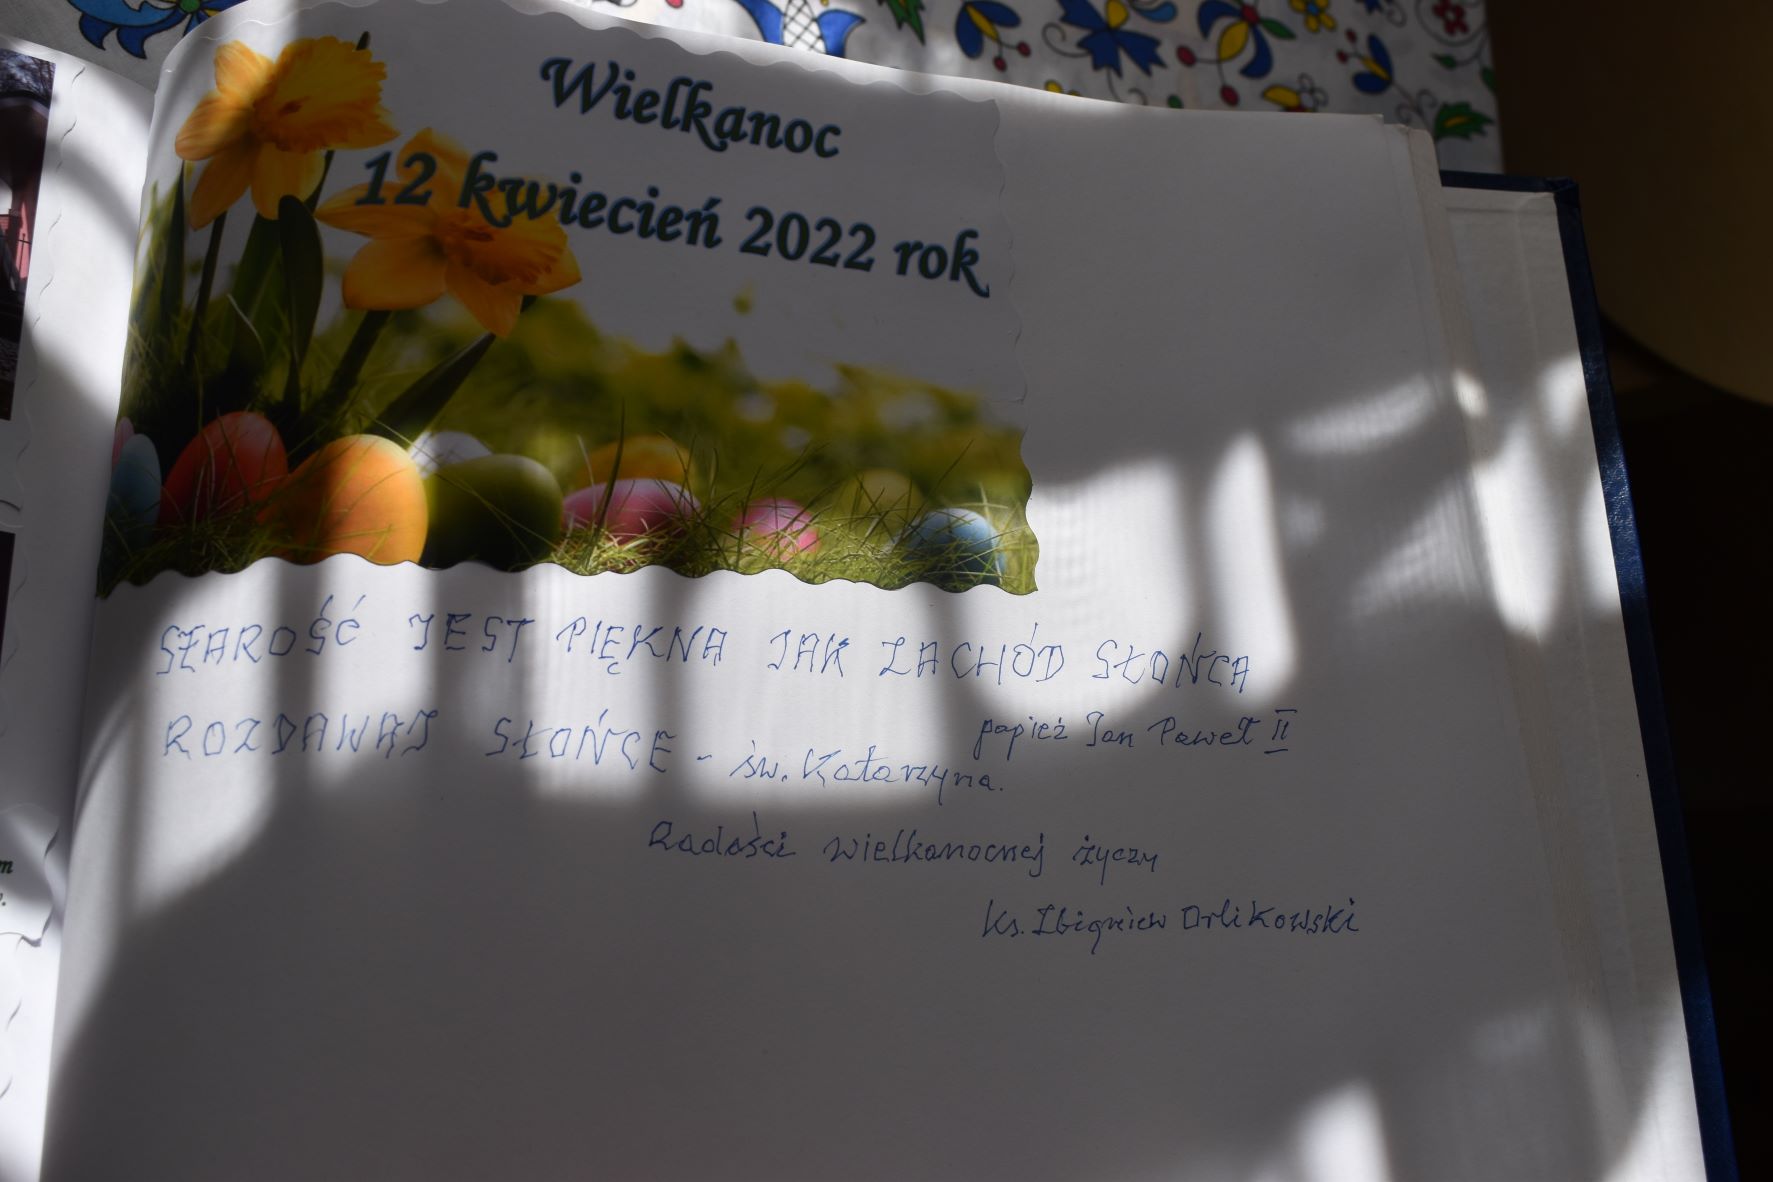 Wielkanoc
12 kwiecień 2022 rok
STAROŚĆ JEST PIĘKNA JAK ZACHÓD SŁOŃCA
papież Jan Paweł II
ROZDAWAJ SŁOŃCE - św. Katarzyna.
Radości wielkanocnej życzy
ks. Zbigniew Orlikowski